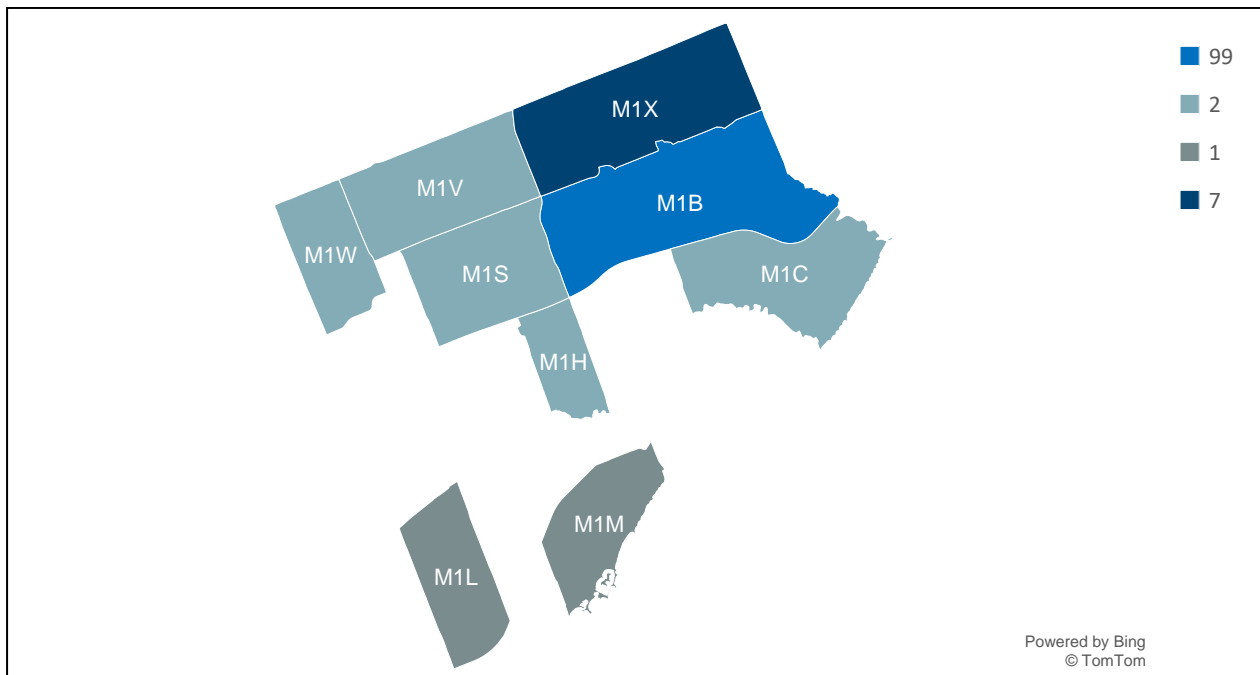 99
2
1
7
M1X
M1V
M1B
M1W
M1S
M1C
M1H
M1M
M1L
Powered by Bing
© TomTom